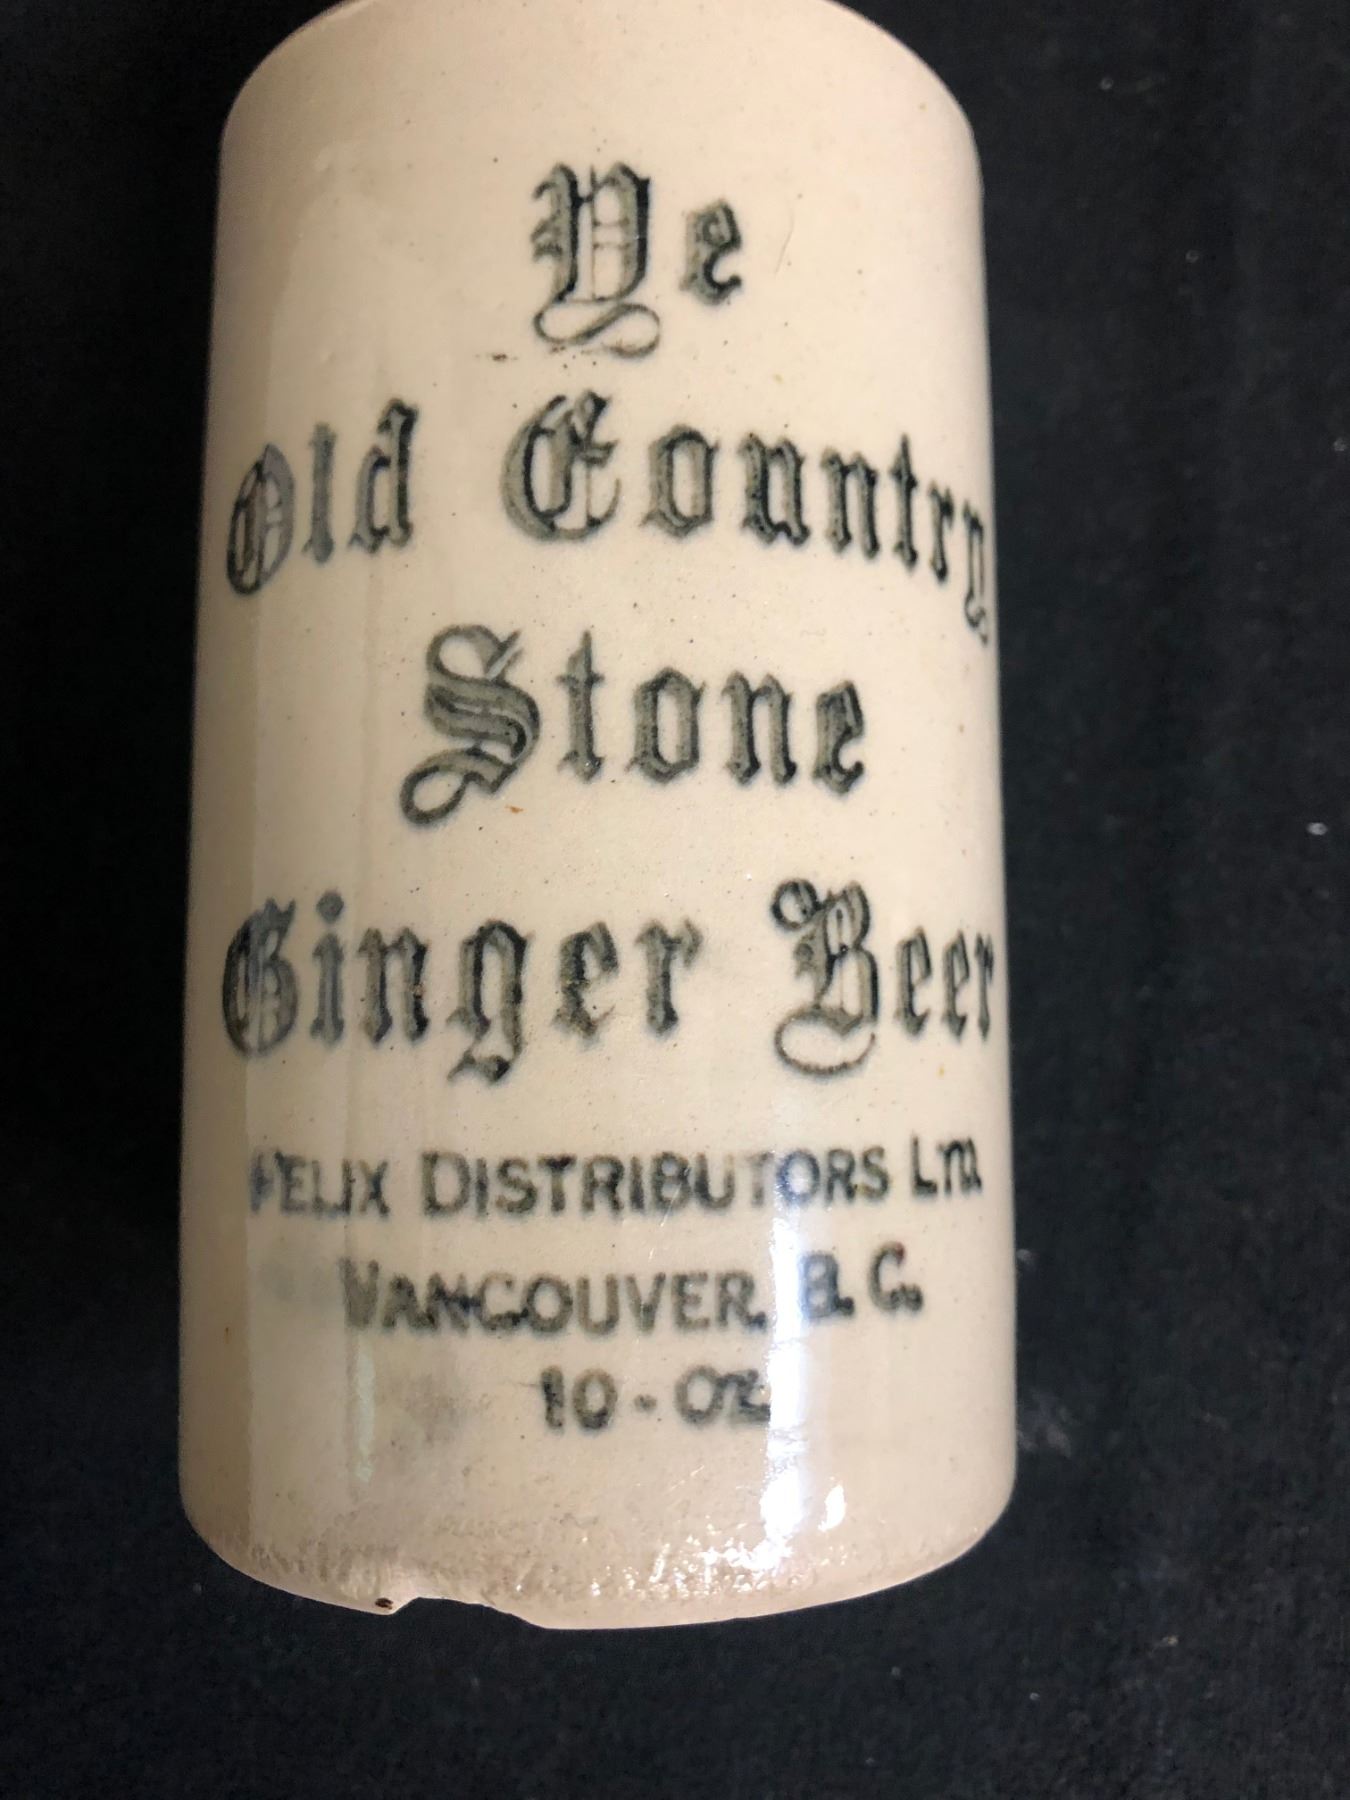 Ye
Old Country
Stone
Ginger Beer
FELIX DISTRIBUTORS LTD.
VANCOUVER, B.C.
10-OZ